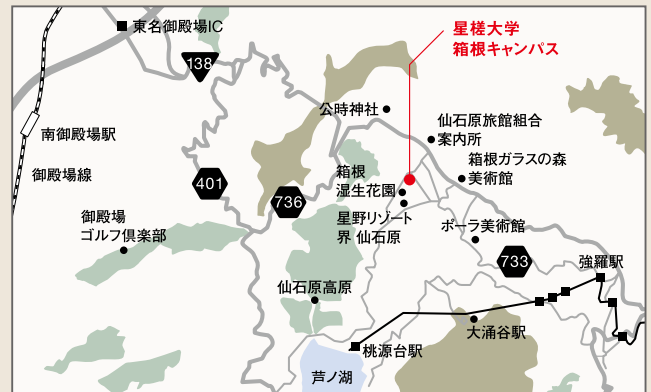 東名御殿場IC
138
星槎大学
箱根キャンパス
公時神社
仙石原旅館組合
案内所
南御殿場駅
御殿場線
401
736
箱根
湿生花園
箱根ガラスの森
美術館
星野リゾート
界 仙石原
御殿場
ゴルフ倶楽部
ポーラ美術館
733
強羅駅
仙石原高原
大涌谷駅
桃源台駅
芦ノ湖